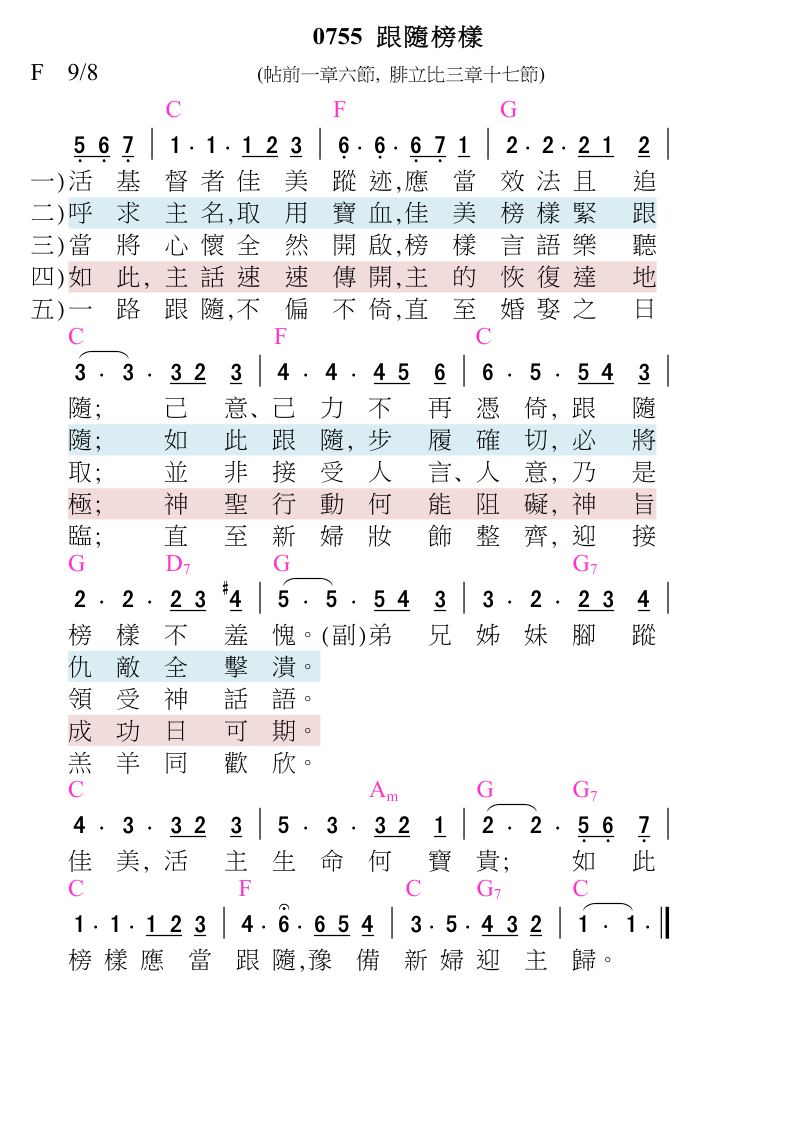 0755 跟隨榜樣
F 9/8 (帖前一章六節, 腓立比三章十七節)
C F G
5 6 7 | 1 · 1 · 1 2 3 | 6 · 6 · 6 7 1 | 2 · 2 · 2 1 2 |
一)活基督者佳美蹤迹,應當效法且追
二)呼求主名,取用寶血,佳美榜樣緊跟
三)當將心懷全然開啟,榜樣言語樂聽
四)如此,主話速速傳開,主的恢復達地
五)一路跟隨,不偏不倚,直至婚娶之日
C F C
3 · 3 · 3 2 3 | 4 · 4 · 4 5 6 | 6 · 5 · 5 4 3 |
隨; 己意、己力不再憑倚,跟隨
隨; 如此跟隨,步履確切,必將
取; 並非接受人言、人意,乃是
極; 神聖行動何能阻礙,神旨
臨; 直至新婦妝飾整齊,迎接
G D7 G G7
2 · 2 · 2 3 #4 | 5 · 5 · 5 4 3 | 3 · 2 · 2 3 4 |
榜樣不羞愧。(副)弟兄姊妹腳蹤
仇敵全擊潰。
領受神話語。
成功日可期。
羔羊同歡欣。
C Am G G7
4 · 3 · 3 2 3 | 5 · 3 · 3 2 1 | 2 · 2 · 5 6 7 |
佳美,活主生命何寶貴; 如此
C F C G7 C
1 · 1 · 1 2 3 | 4 · 6 · 6 5 4 | 3 · 5 · 4 3 2 | 1 · 1 · ‖
榜樣應當跟隨,豫備新婦迎主歸。